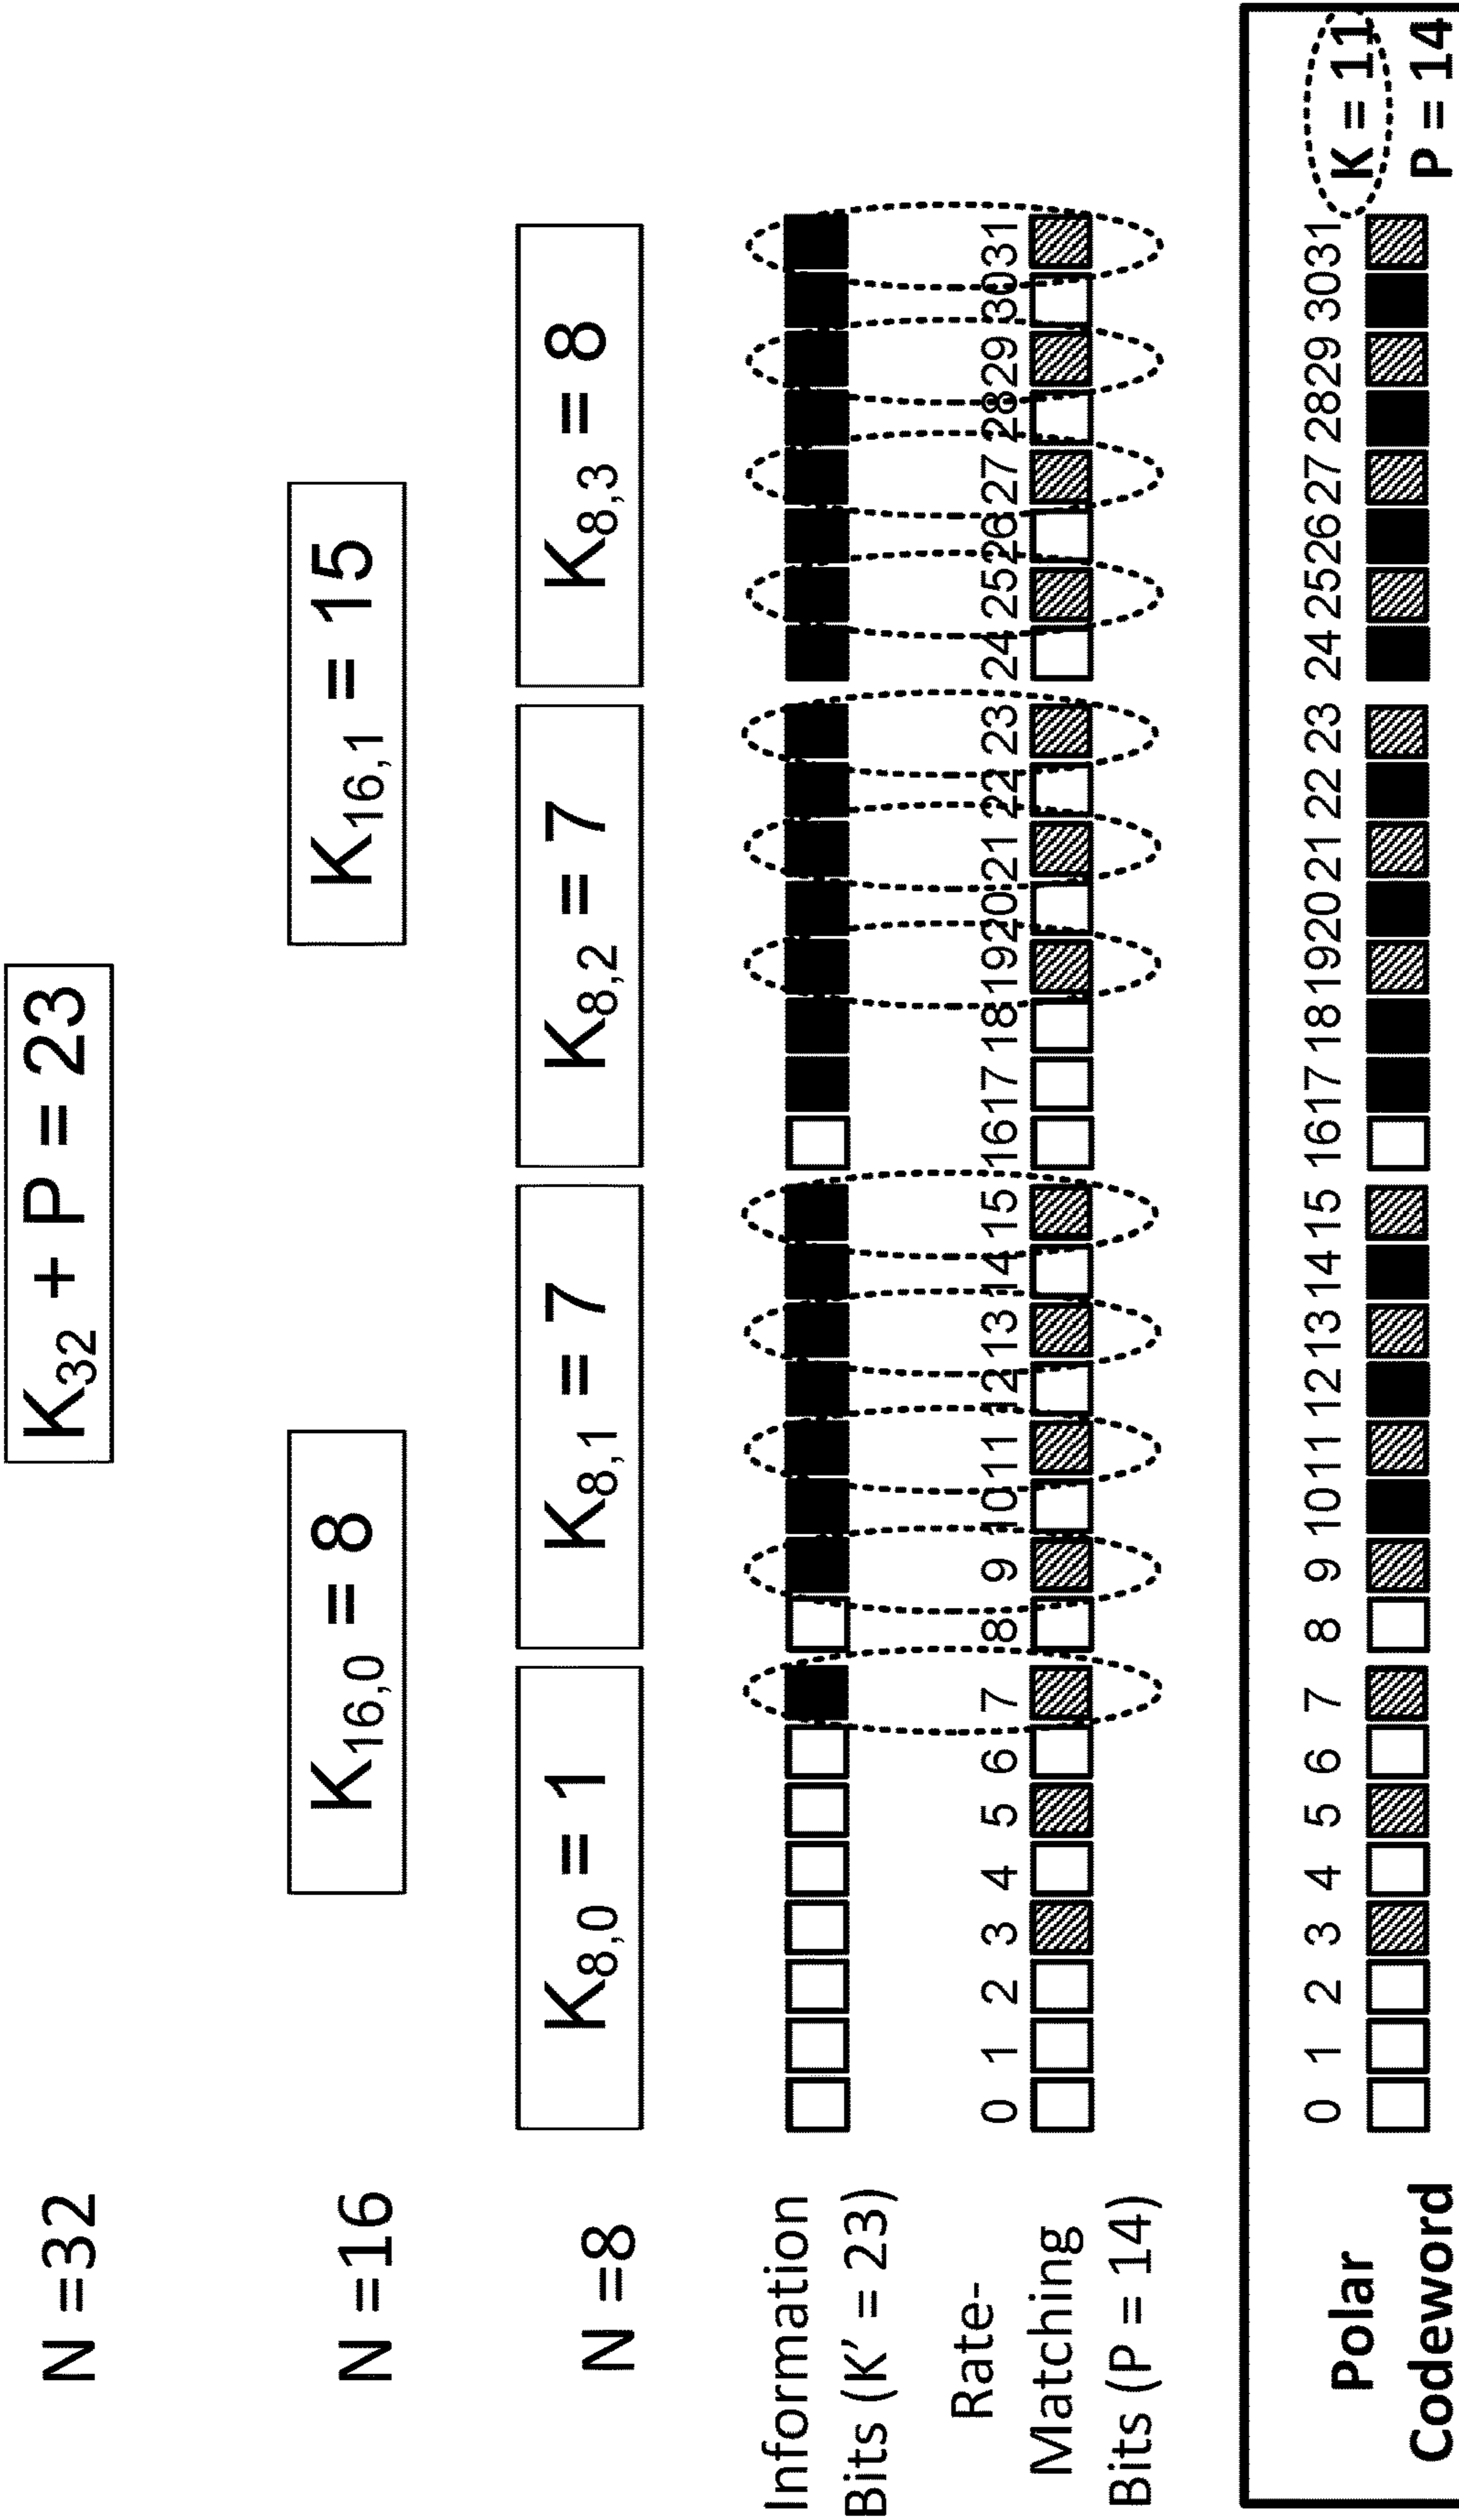 N =32
K32 + P = 23
N =16
K16,0 = 8
K16,1 = 15
N =8
K8,0 = 1
K8,1 = 7
K8,2 = 7
K8,3 = 8
Information
Bits (K′ = 23)
Rate-
Matching
Bits (P = 14)
0 1 2 3 4 5 6 7 8 9 10 11 12 13 14 15 16 17 18 19 20 21 22 23 24 25 26 27 28 29 30 31
Polar
Codeword
0 1 2 3 4 5 6 7 8 9 10 11 12 13 14 15 16 17 18 19 20 21 22 23 24 25 26 27 28 29 30 31
K = 11
P = 14